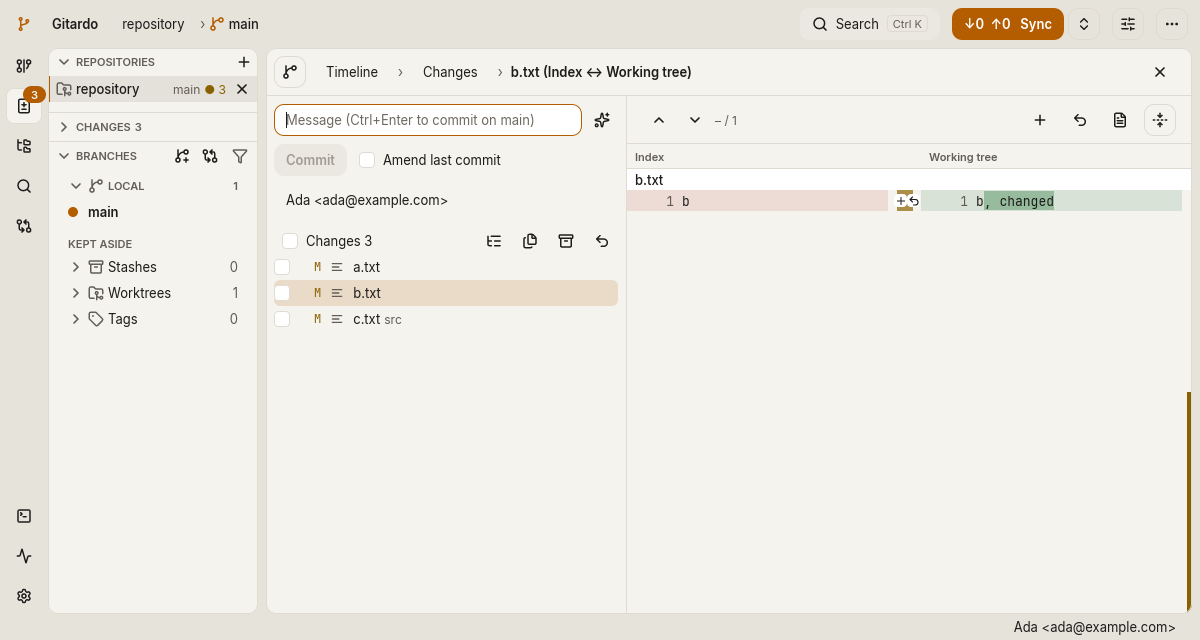 Gitardo
repository
main
Search
Ctrl K
↓0 ↑0 Sync
3
REPOSITORIES
repository
main
3
CHANGES 3
BRANCHES
LOCAL
1
main
KEPT ASIDE
Stashes
0
Worktrees
1
Tags
0
Timeline
Changes
b.txt (Index ↔ Working tree)
Message (Ctrl+Enter to commit on main)
Commit
Amend last commit
Ada <ada@example.com>
Changes 3
M a.txt
M b.txt
M c.txt src
– / 1
Index
Working tree
b.txt
1 b
1 b, changed
Ada <ada@example.com>